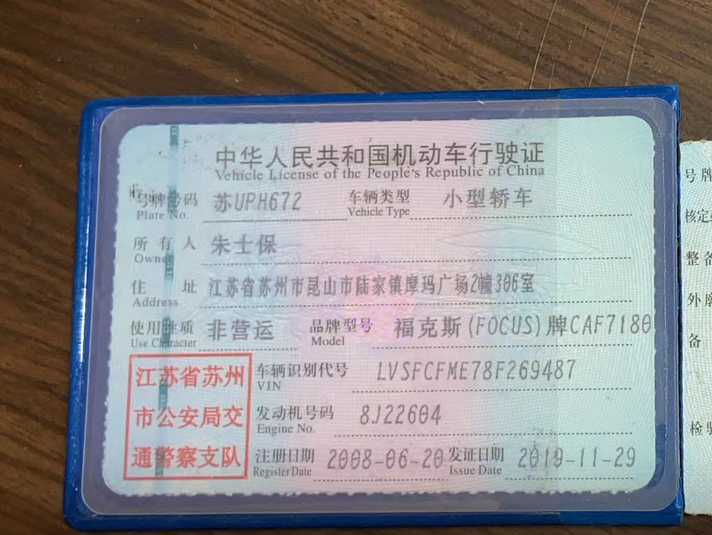 中华人民共和国机动车行驶证
Vehicle License of the People's Republic of China
号牌号码 苏UPH672 车辆类型 小型轿车
Plate No. Vehicle Type
所有人 朱士保
Owner
住址 江苏省苏州市昆山市陆家镇摩玛广场2幢306室
Address
使用性质 非营运 品牌型号 福克斯(FOCUS)牌CAF7180
Use Character Model
江苏省苏州
市公安局交
通警察支队
车辆识别代号 LVSFCFME78F269487
VIN
发动机号码 8J22604
Engine No.
注册日期 2008-06-20 发证日期 2019-11-29
Register Date Issue Date
号牌
核定
整备
外廓
备
检验